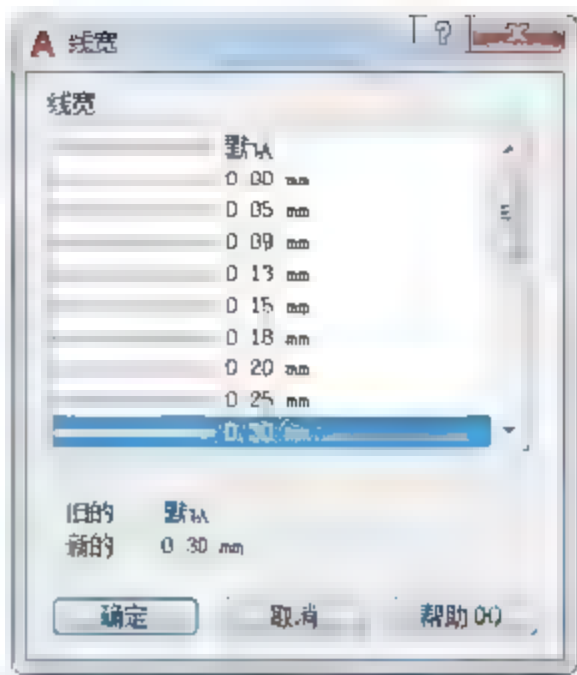 A 线宽
线宽
默认
0.00 mm
0.05 mm
0.09 mm
0.13 mm
0.15 mm
0.18 mm
0.20 mm
0.25 mm
0.30 mm
旧的 默认
新的 0.30 mm
确定 取消 帮助(H)